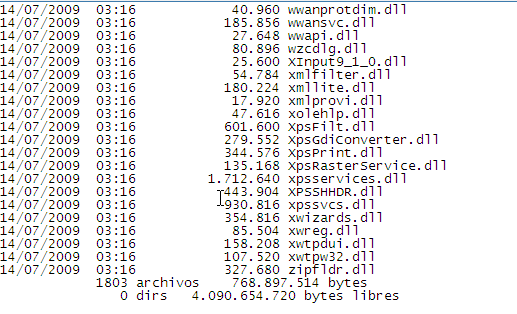 14/07/2009  03:16            40.960 wwanprotdim.dll
14/07/2009  03:16           185.856 wwansvc.dll
14/07/2009  03:16            27.648 wwapi.dll
14/07/2009  03:16            80.896 wzcdlg.dll
14/07/2009  03:16            25.600 XInput9_1_0.dll
14/07/2009  03:16            54.784 xmlfilter.dll
14/07/2009  03:16           180.224 xmllite.dll
14/07/2009  03:16            17.920 xmlprovi.dll
14/07/2009  03:16            47.616 xolehlp.dll
14/07/2009  03:16           601.600 XpsFilt.dll
14/07/2009  03:16           279.552 XpsGdiConverter.dll
14/07/2009  03:16           344.576 XpsPrint.dll
14/07/2009  03:16           135.168 XpsRasterService.dll
14/07/2009  03:16         1.712.640 xpsservices.dll
14/07/2009  03:16           443.904 XPSSHHDR.dll
14/07/2009  03:16           930.816 xpssvcs.dll
14/07/2009  03:16           354.816 xwizards.dll
14/07/2009  03:16            85.504 xwreg.dll
14/07/2009  03:16           158.208 xwtpdui.dll
14/07/2009  03:16           107.520 xwtpw32.dll
14/07/2009  03:16           327.680 zipfldr.dll
1803 archivos    768.897.514 bytes
0 dirs   4.090.654.720 bytes libres